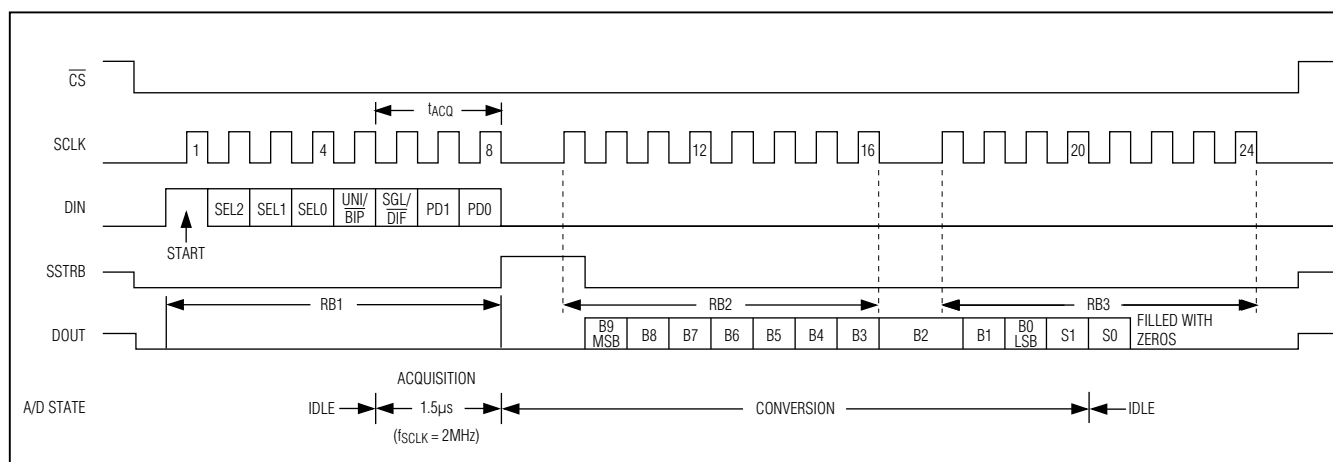 CS
tACQ
SCLK 1 4 8 12 16 20 24
DIN SEL2 SEL1 SEL0 UNI/ BIP SGL/ DIF PD1 PD0
START
SSTRB
RB1 RB2 RB3
DOUT B9 MSB B8 B7 B6 B5 B4 B3 B2 B1 B0 LSB S1 S0 FILLED WITH ZEROS
A/D STATE IDLE ACQUISITION 1.5µs (fSCLK = 2MHz) CONVERSION IDLE